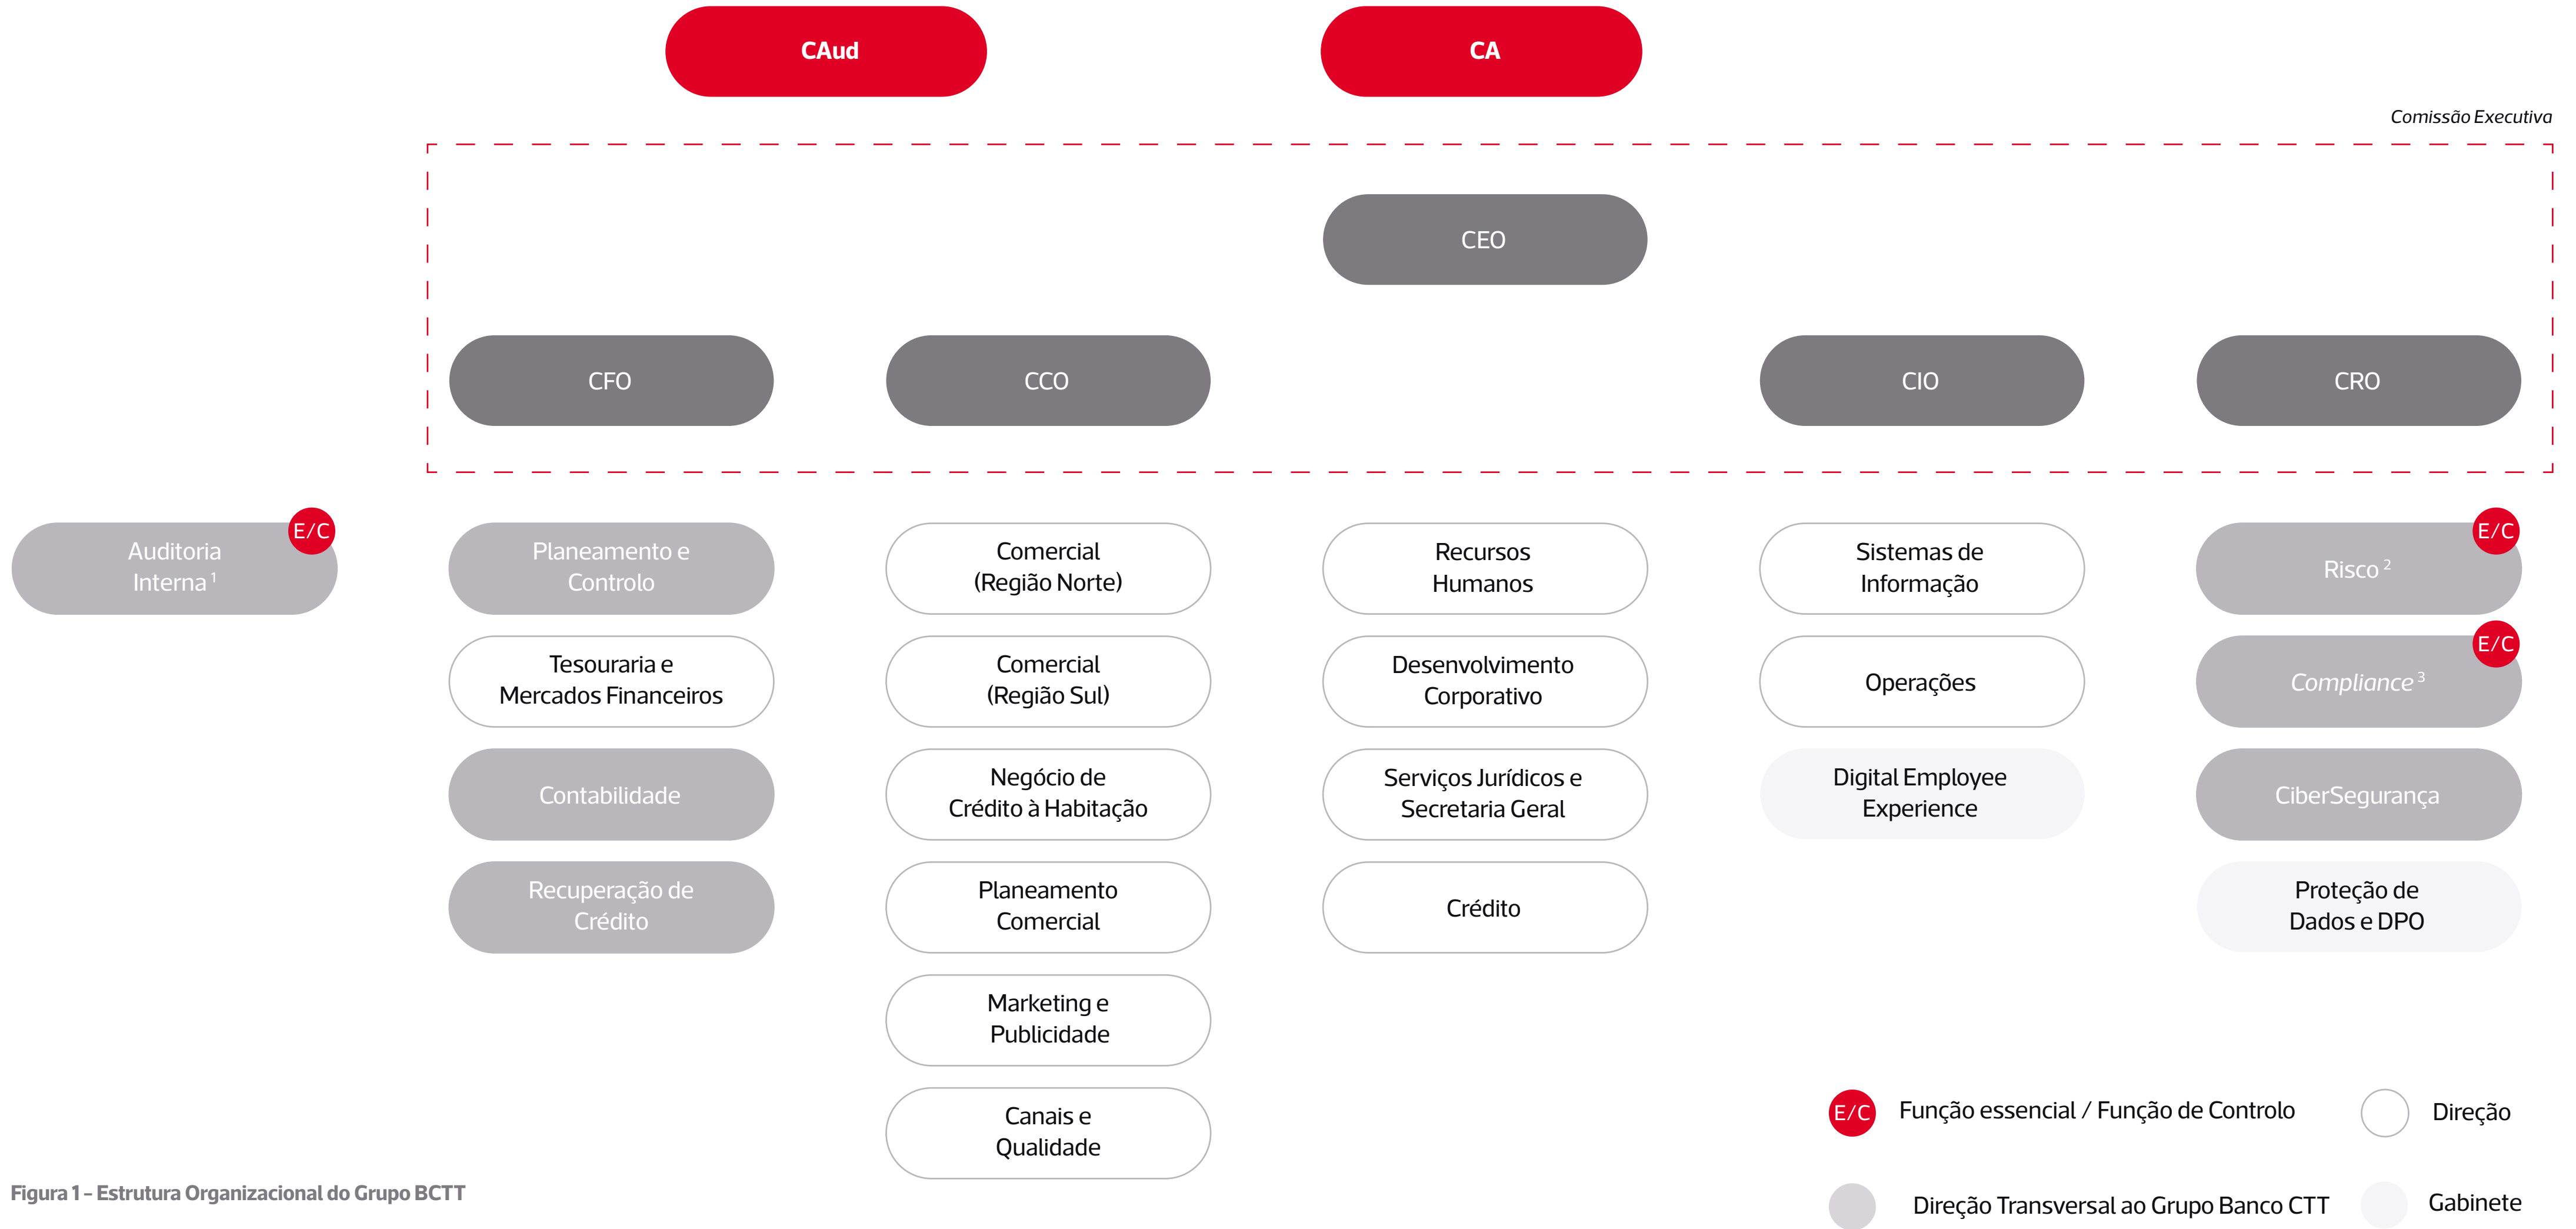 CAud
CA
Comissão Executiva
CEO
CFO
CCO
CIO
CRO
Auditoria
Interna ¹
E/C
Planeamento e
Controlo
Tesouraria e
Mercados Financeiros
Contabilidade
Recuperação de
Crédito
Comercial
(Região Norte)
Comercial
(Região Sul)
Negócio de
Crédito à Habitação
Planeamento
Comercial
Marketing e
Publicidade
Canais e
Qualidade
Recursos
Humanos
Desenvolvimento
Corporativo
Serviços Jurídicos e
Secretaria Geral
Crédito
Sistemas de
Informação
Operações
Digital Employee
Experience
E/C
Risco ²
E/C
Compliance ³
CiberSegurança
Proteção de
Dados e DPO
E/C Função essencial / Função de Controlo
Direção
Direção Transversal ao Grupo Banco CTT
Gabinete
Figura 1 – Estrutura Organizacional do Grupo BCTT